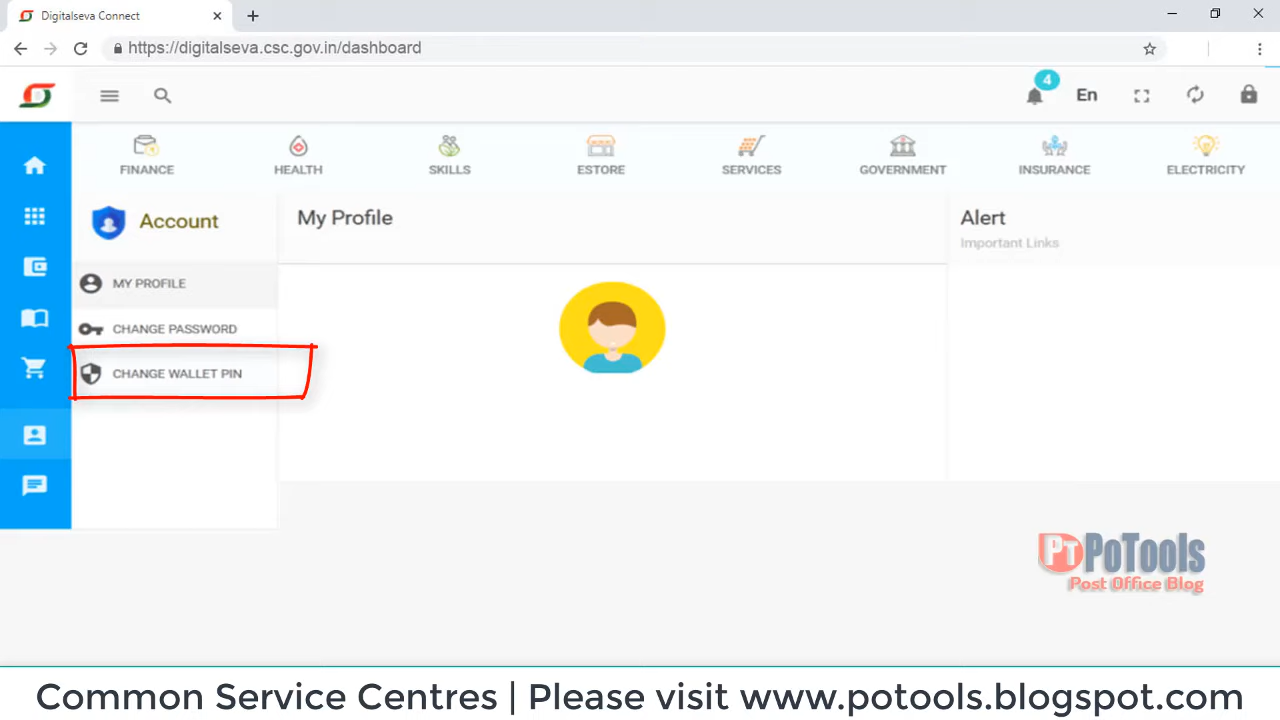 Digitalseva Connect
https://digitalseva.csc.gov.in/dashboard
4
En
FINANCE
HEALTH
SKILLS
ESTORE
SERVICES
GOVERNMENT
INSURANCE
ELECTRICITY
Account
My Profile
Alert
Important Links
MY PROFILE
CHANGE PASSWORD
CHANGE WALLET PIN
PT PoTools
Post Office Blog
Common Service Centres | Please visit www.potools.blogspot.com